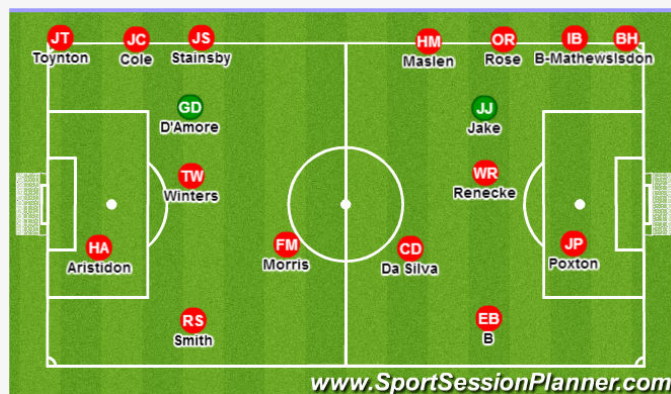 JT JC JS HM OR IB BH
Toynton Cole Stainsby Maslen Rose B-Mathews Isdon
GD JJ
D'Amore Jake
TW WR
Winters Renecke
HA FM CD JP
Aristidon Morris Da Silva Poxton
RS EB
Smith B
www.SportSessionPlanner.com